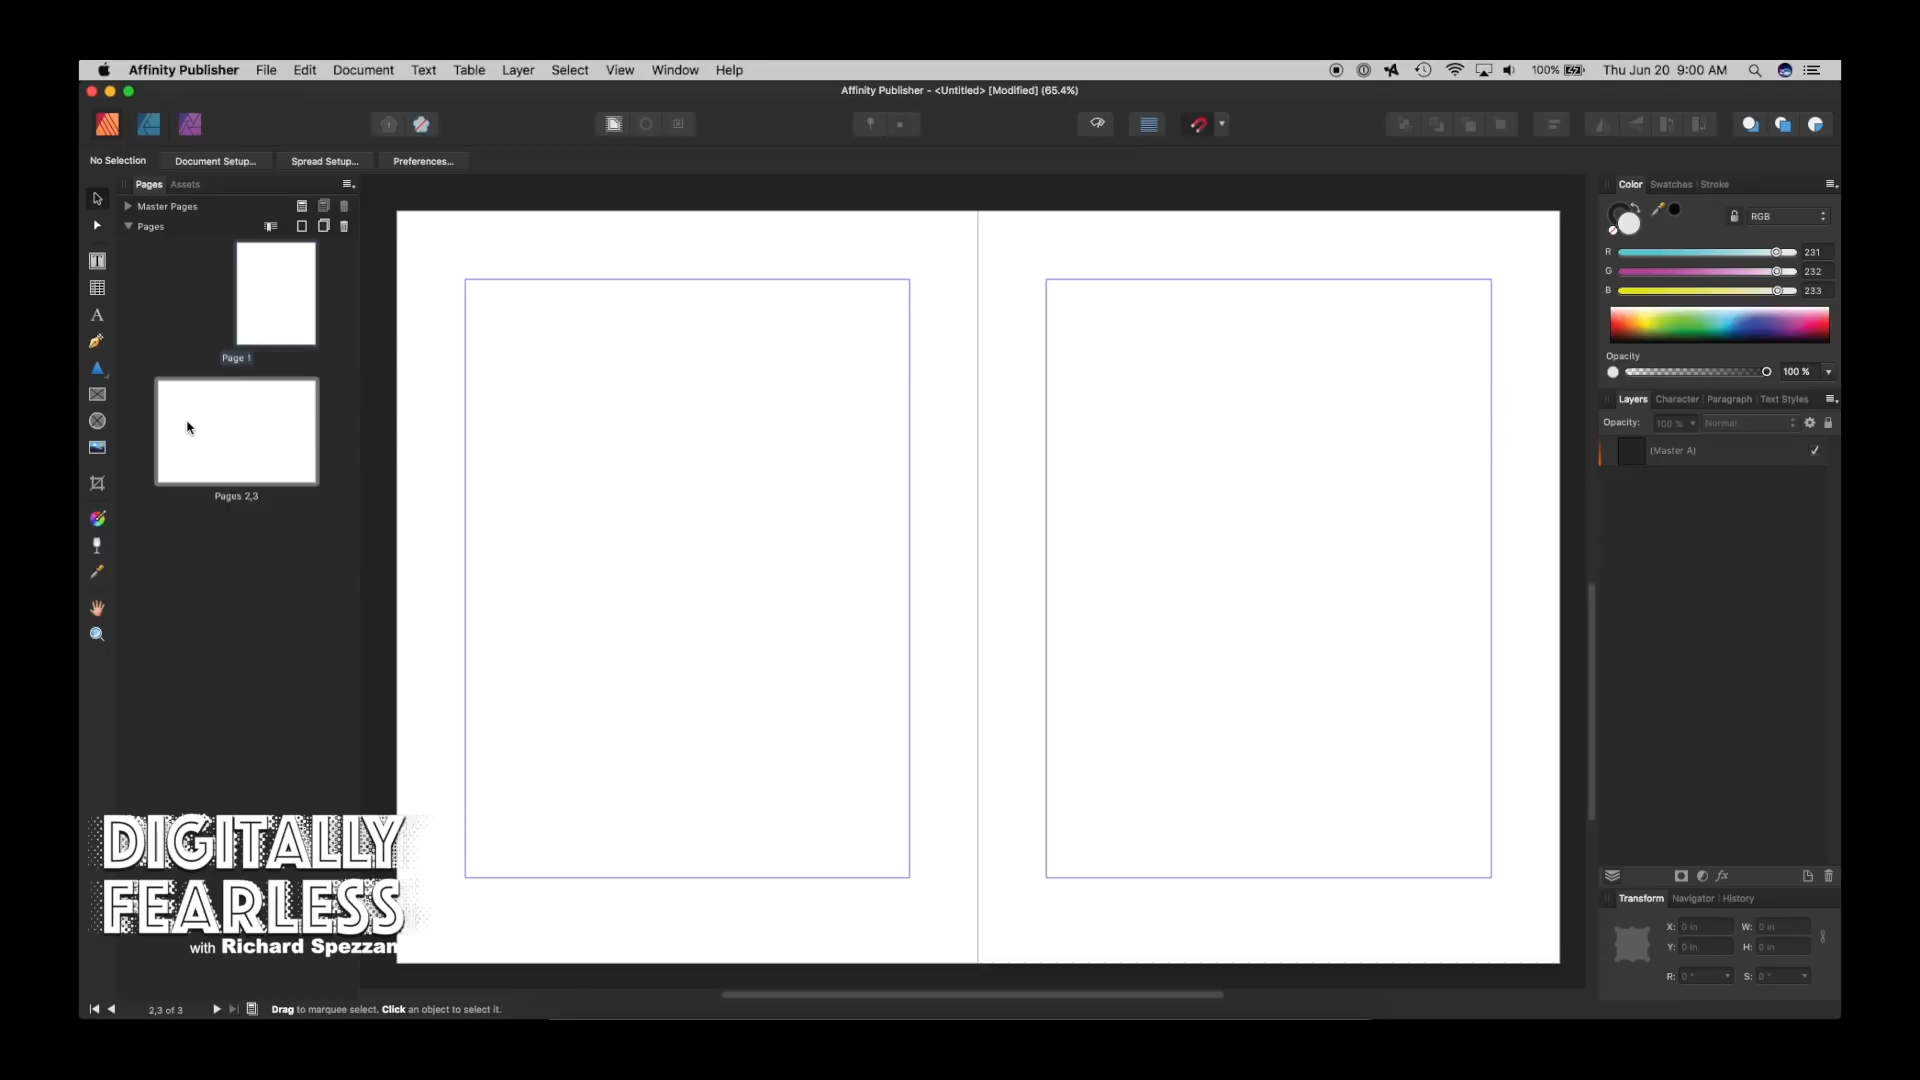 Affinity Publisher File Edit Document Text Table Layer Select View Window Help 100% Thu Jun 20 9:00 AM
Affinity Publisher - <Untitled> [Modified] (65.4%)
No Selection Document Setup... Spread Setup... Preferences...
Pages Assets
Master Pages
Pages
Page 1
Pages 2,3
Color Swatches Stroke
RGB
R 231
G 232
B 233
Opacity
100 %
Layers Character Paragraph Text Styles
Opacity: 100 % Normal
(Master A)
fx
Transform Navigator History
X: 0 in W: 0 in
Y: 0 in H: 0 in
R: 0 ° S: 0 °
DIGITALLY
FEARLESS
with Richard Spezzan
2,3 of 3 Drag to marquee select. Click an object to select it.